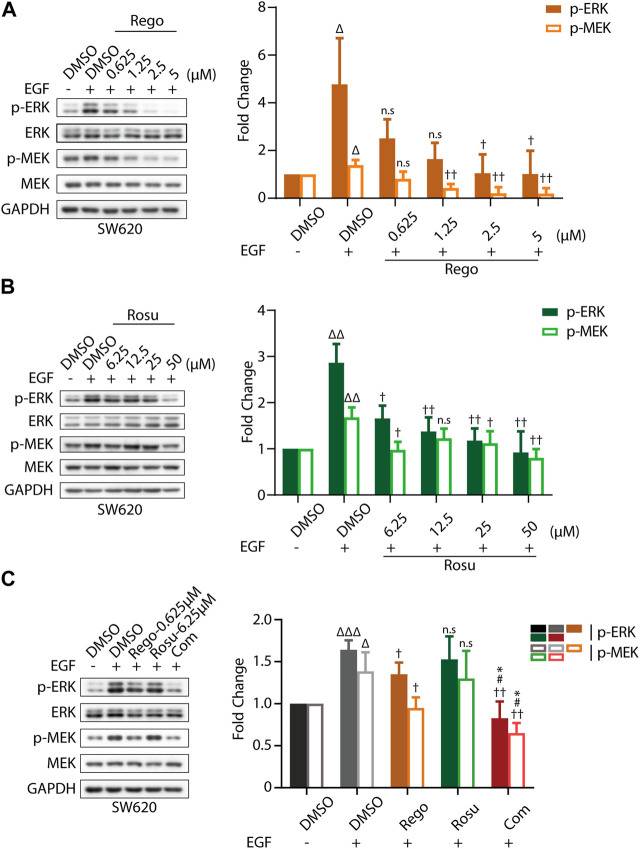 A
Rego
DMSO DMSO 0.625 1.25 2.5 5 (μM)
EGF - + + + + +
p-ERK
ERK
p-MEK
MEK
GAPDH
SW620
p-ERK
p-MEK
Fold Change
8
6
4
2
0
Δ Δ n.s n.s n.s †† † †† † ††
DMSO DMSO 0.625 1.25 2.5 5 (μM)
EGF - + + + + +
Rego
B
Rosu
DMSO DMSO 6.25 12.5 25 50 (μM)
EGF - + + + + +
p-ERK
ERK
p-MEK
MEK
GAPDH
SW620
p-ERK
p-MEK
Fold Change
4
3
2
1
0
ΔΔ ΔΔ † † †† n.s †† † †† ††
DMSO DMSO 6.25 12.5 25 50 (μM)
EGF - + + + + +
Rosu
C
DMSO DMSO Rego-0.625μM Rosu-6.25μM Com
EGF - + + + +
p-ERK
ERK
p-MEK
MEK
GAPDH
SW620
p-ERK
p-MEK
Fold Change
2.0
1.5
1.0
0.5
0.0
ΔΔΔ Δ † † n.s n.s
* *
# #
†† ††
DMSO DMSO Rego Rosu Com
EGF - + + + +